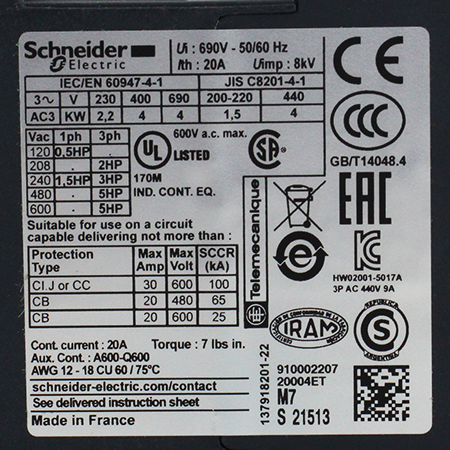 Schneider Electric
Ui : 690V - 50/60 Hz
Ith : 20A Uimp : 8kV
IEC/EN 60947-4-1 JIS C8201-4-1
3~ V 230 400 690 200-220 440
AC3 KW 2,2 4 4 1,5 4
Vac 1ph 3ph
120 0.5HP .
208 . 2HP
240 1.5HP 3HP
480 . 5HP
600 . 5HP
600V a.c. max.
UL LISTED
170M
IND. CONT. EQ.
SA
CE
CCC
GB/T14048.4
EAC
Suitable for use on a circuit
capable delivering not more than :
Protection Type Max Amp Max Volt SCCR (kA)
Cl.J or CC 30 600 100
CB 20 480 65
CB 20 600 25
Telemecanique
HW02001-5017A
3P AC 440V 9A
IRAM
REPUBLICA
ARGENTINA
Cont. current : 20A Torque : 7 lbs in.
Aux. Cont. : A600-Q600
AWG 12 - 18 CU 60 / 75°C
schneider-electric.com/contact
See delivered instruction sheet
Made in France
137918201-22
910002207
20004ET
M7
S 21513